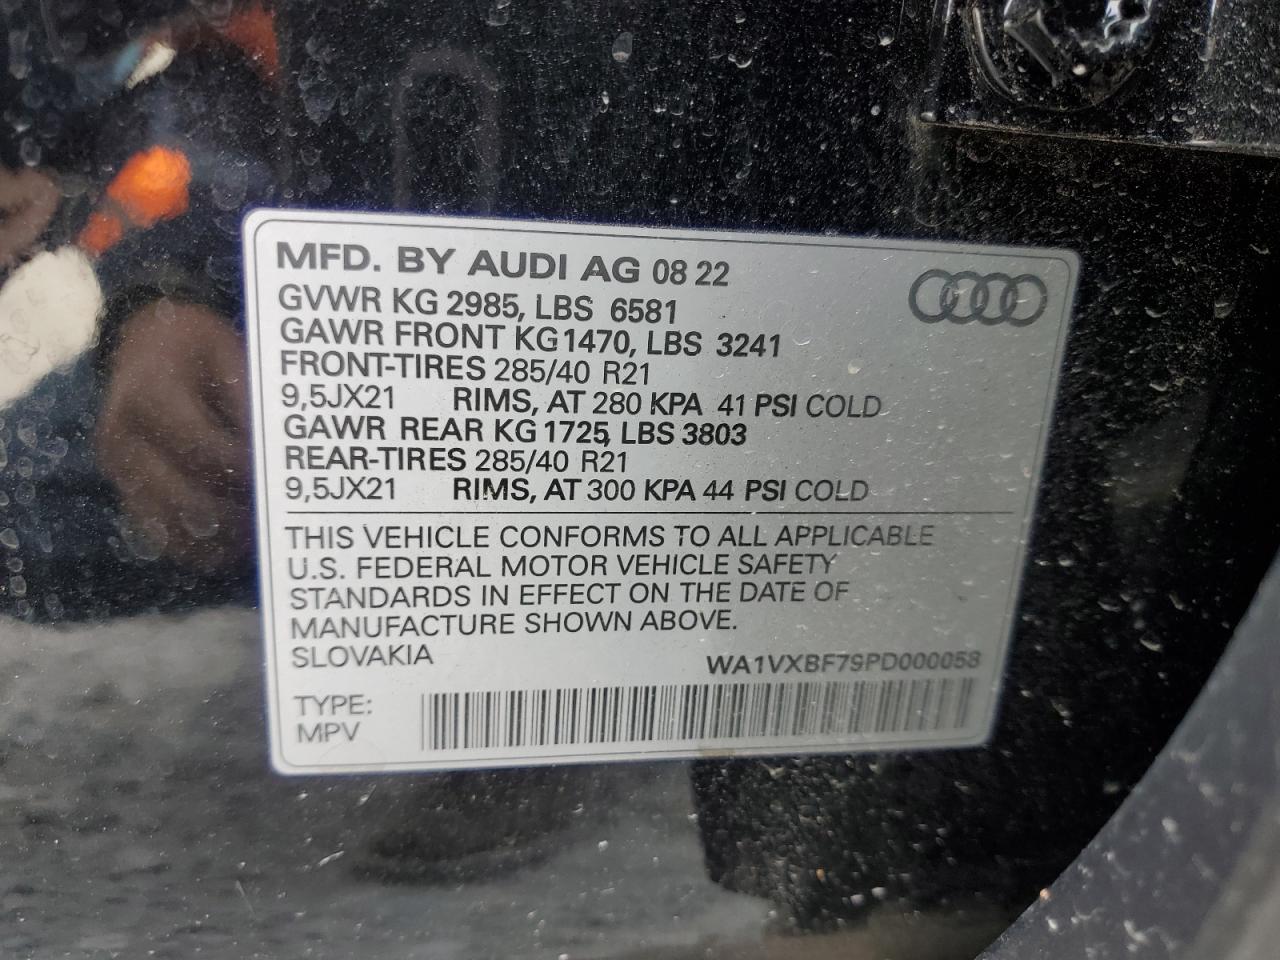 MFD. BY AUDI AG 08 22
GVWR KG 2985, LBS 6581
GAWR FRONT KG 1470, LBS 3241
FRONT-TIRES 285/40 R21
9,5JX21 RIMS, AT 280 KPA 41 PSI COLD
GAWR REAR KG 1725, LBS 3803
REAR-TIRES 285/40 R21
9,5JX21 RIMS, AT 300 KPA 44 PSI COLD
THIS VEHICLE CONFORMS TO ALL APPLICABLE
U.S. FEDERAL MOTOR VEHICLE SAFETY
STANDARDS IN EFFECT ON THE DATE OF
MANUFACTURE SHOWN ABOVE.
SLOVAKIA WA1VXBF79PD000058
TYPE:
MPV